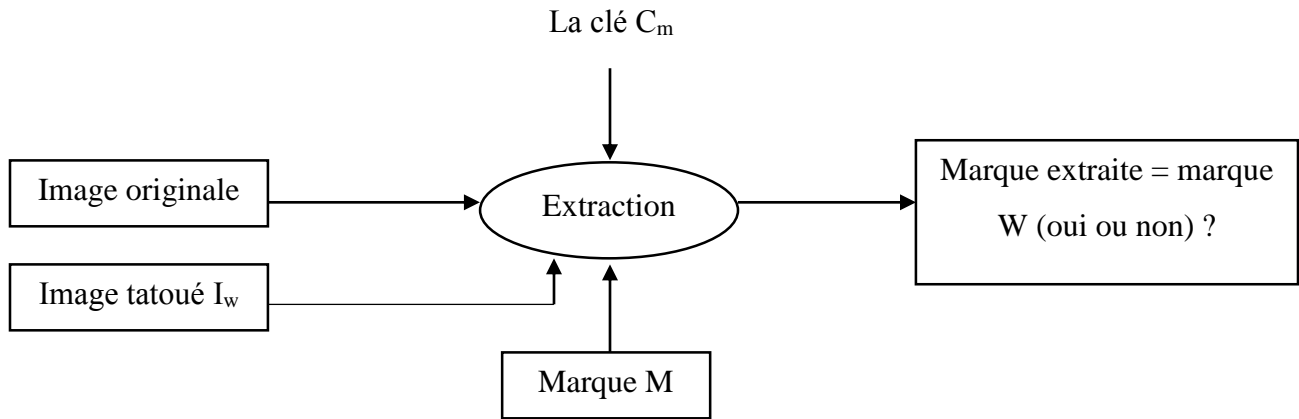 La clé Cm
Image originale
Extraction
Marque extraite = marque
W (oui ou non) ?
Image tatoué Iw
Marque M